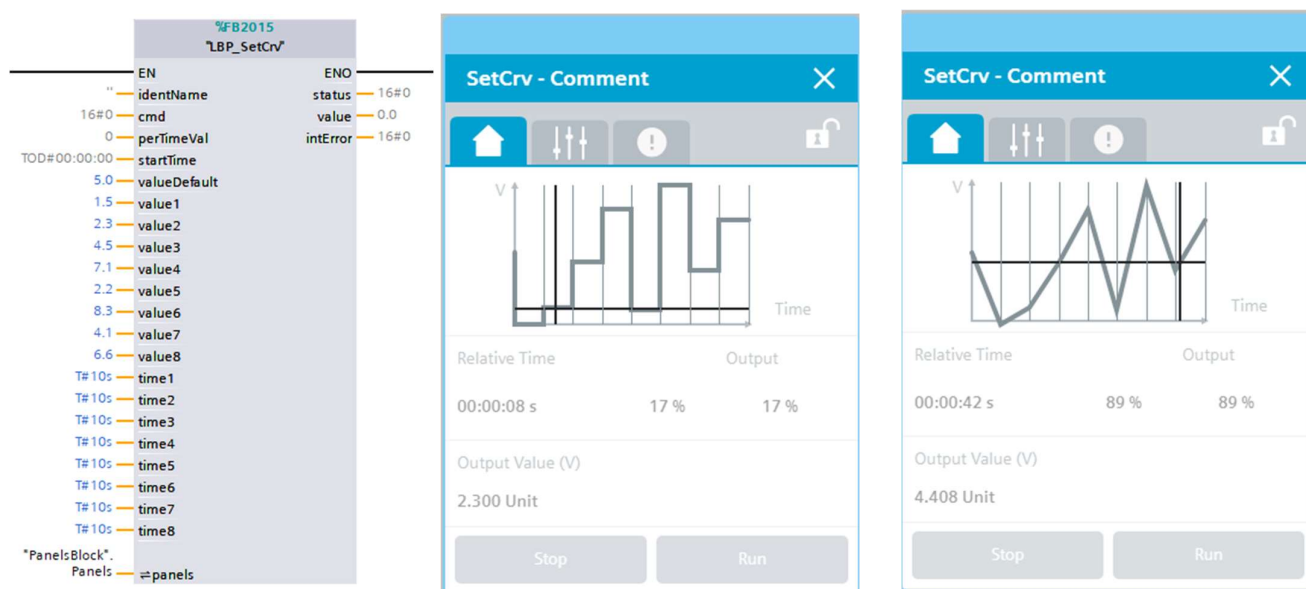 %FB2015
"LBP_SetCrv"
EN ENO
'' identName status 16#0
16#0 cmd value 0.0
0 perTimeVal intError 16#0
TOD#00:00:00 startTime
5.0 valueDefault
1.5 value1
2.3 value2
4.5 value3
7.1 value4
2.2 value5
8.3 value6
4.1 value7
6.6 value8
T#10s time1
T#10s time2
T#10s time3
T#10s time4
T#10s time5
T#10s time6
T#10s time7
T#10s time8
"PanelsBlock".
Panels panels
SetCrv - Comment
V
Time
Relative Time Output
00:00:08 s 17 % 17 %
Output Value (V)
2.300 Unit
Stop Run
SetCrv - Comment
V
Time
Relative Time Output
00:00:42 s 89 % 89 %
Output Value (V)
4.408 Unit
Stop Run